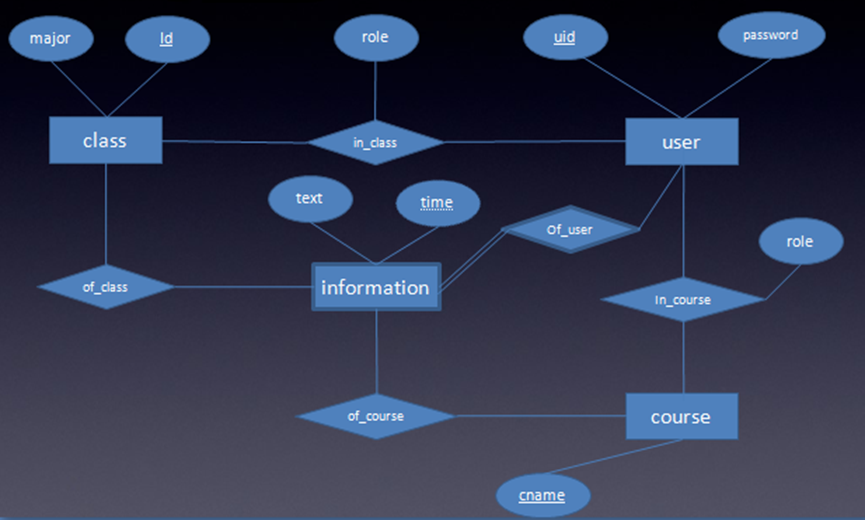 major
Id
role
uid
password
class
in_class
user
text
time
Of_user
role
of_class
information
In_course
of_course
course
cname